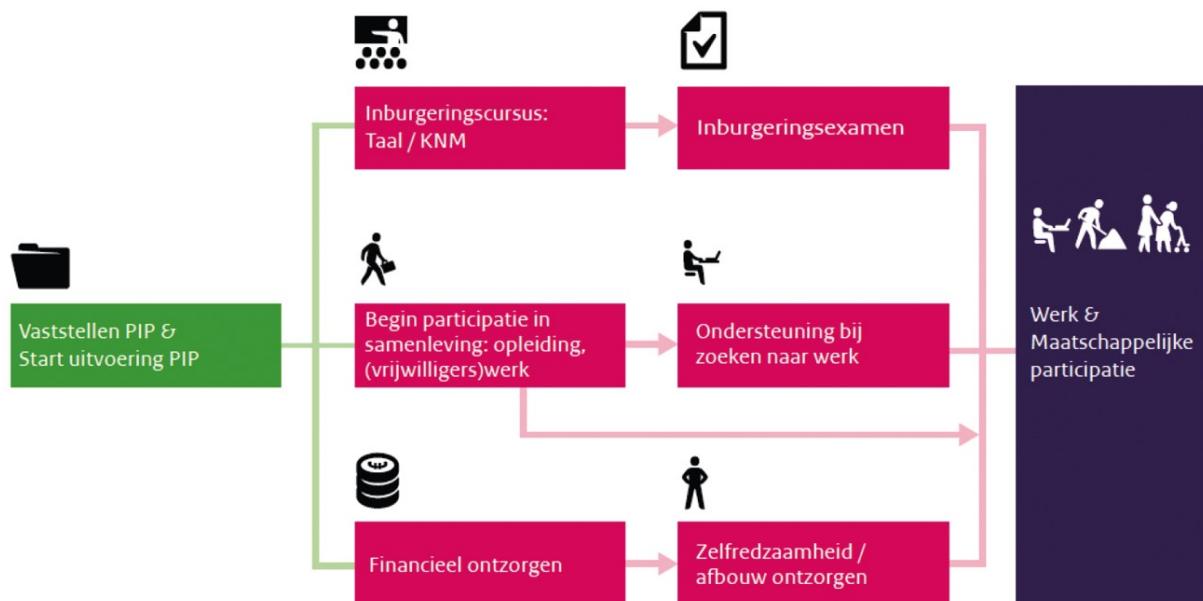 Inburgeringscursus:
Taal / KNM
Inburgeringsexamen
Vaststellen PIP &
Start uitvoering PIP
Begin participatie in
samenleving: opleiding,
(vrijwilligers)werk
Ondersteuning bij
zoeken naar werk
Werk &
Maatschappelijke
participatie
Financieel ontzorgen
Zelfredzaamheid /
afbouw ontzorgen